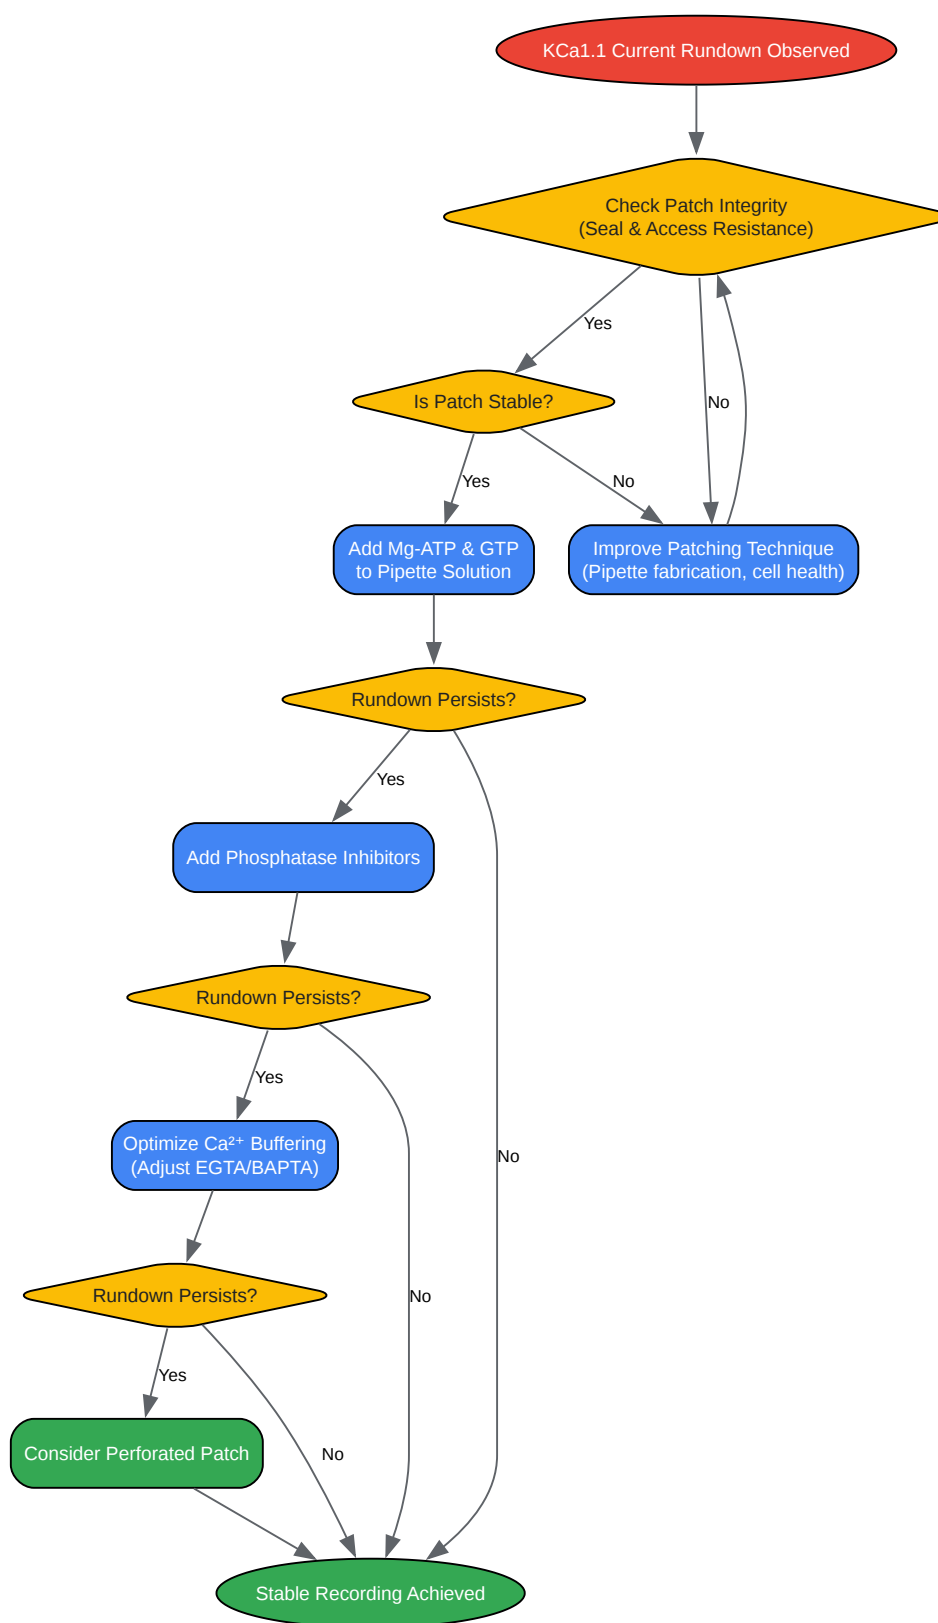 KCa1.1 Current Rundown Observed
Check Patch Integrity
(Seal & Access Resistance)
Yes
No
Is Patch Stable?
Yes
No
Add Mg-ATP & GTP
to Pipette Solution
Improve Patching Technique
(Pipette fabrication, cell health)
Rundown Persists?
Yes
No
Add Phosphatase Inhibitors
Rundown Persists?
Yes
No
Optimize Ca²⁺ Buffering
(Adjust EGTA/BAPTA)
Rundown Persists?
Yes
No
Consider Perforated Patch
Stable Recording Achieved